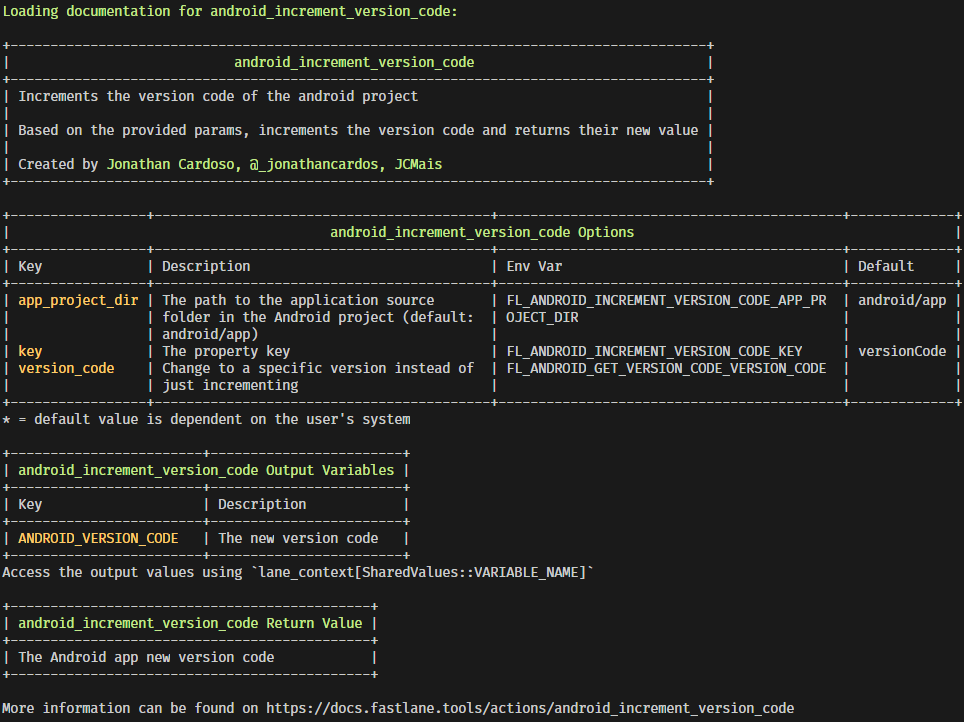 Loading documentation for android_increment_version_code:
android_increment_version_code
Increments the version code of the android project
Based on the provided params, increments the version code and returns their new value
Created by Jonathan Cardoso, @_jonathancardos, JCMais
android_increment_version_code Options
Key | Description | Env Var | Default
app_project_dir | The path to the application source | FL_ANDROID_INCREMENT_VERSION_CODE_APP_PR | android/app
folder in the Android project (default: | OJECT_DIR
android/app)
key | The property key | FL_ANDROID_INCREMENT_VERSION_CODE_KEY | versionCode
version_code | Change to a specific version instead of | FL_ANDROID_GET_VERSION_CODE_VERSION_CODE
just incrementing
* = default value is dependent on the user's system
android_increment_version_code Output Variables
Key | Description
ANDROID_VERSION_CODE | The new version code
Access the output values using `lane_context[SharedValues::VARIABLE_NAME]`
android_increment_version_code Return Value
The Android app new version code
More information can be found on https://docs.fastlane.tools/actions/android_increment_version_code